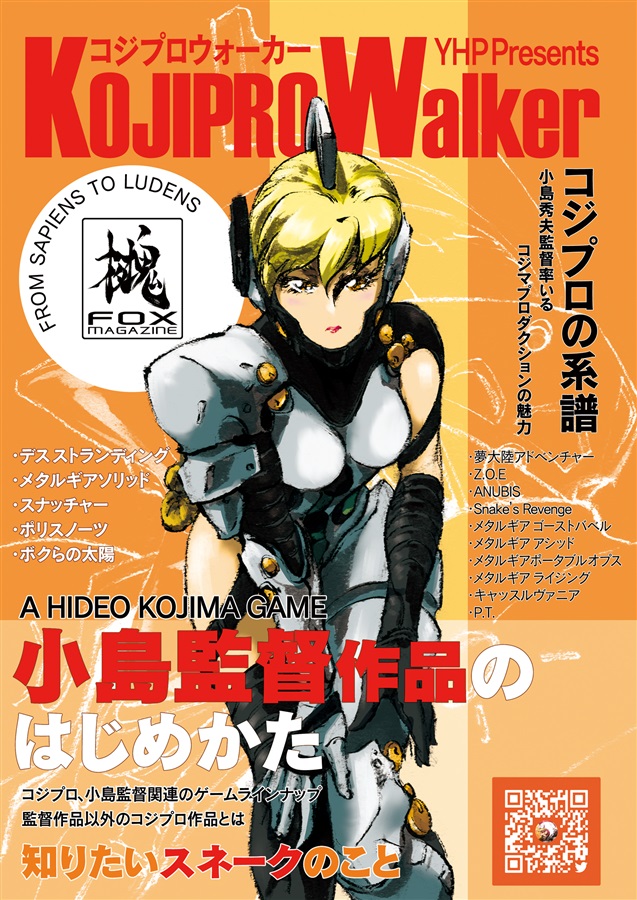 コジプロウォーカー
YHP Presents
KOJIPRO Walker
FROM SAPIENS TO LUDENS
FOX
MAGAZINE
コジプロの系譜
小島秀夫監督率いる
コジマプロダクションの魅力
・デス ストランディング
・メタルギアソリッド
・スナッチャー
・ポリスノーツ
・ボクらの太陽
・夢大陸アドベンチャー
・Z.O.E
・ANUBIS
・Snake's Revenge
・メタルギア ゴーストバベル
・メタルギア アシッド
・メタルギアポータブルオプス
・メタルギア ライジング
・キャッスルヴァニア
・P.T.
A HIDEO KOJIMA GAME
小島監督作品の
はじめかた
コジプロ、小島監督関連のゲームラインナップ
監督作品以外のコジプロ作品とは
知りたいスネークのこと